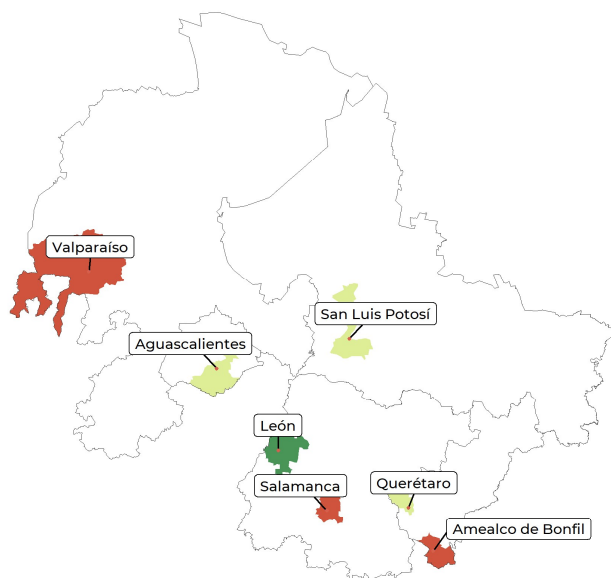 Valparaíso
San Luis Potosí
Aguascalientes
León
Salamanca
Querétaro
Amealco de Bonfil